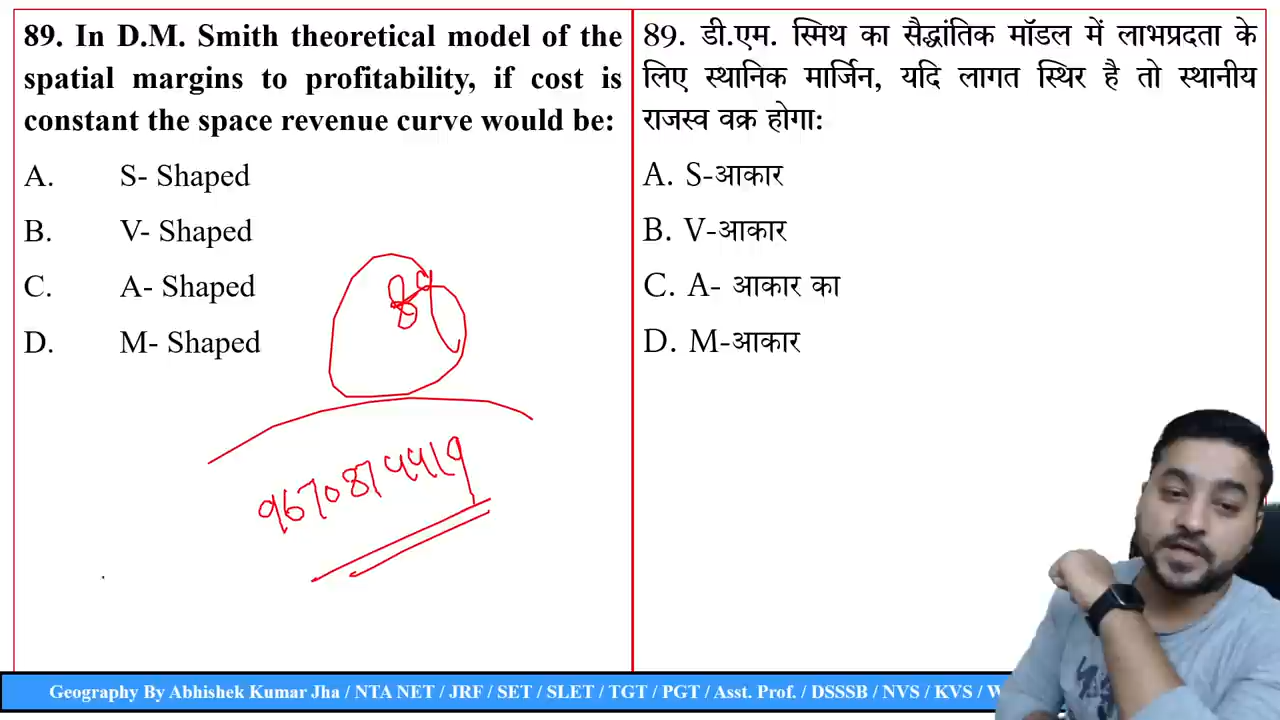 89. In D.M. Smith theoretical model of the
spatial margins to profitability, if cost is
constant the space revenue curve would be:
A. S- Shaped
B. V- Shaped
C. A- Shaped
D. M- Shaped
89
9670874419
89. डी.एम. स्मिथ का सैद्धांतिक मॉडल में लाभप्रदता के
लिए स्थानिक मार्जिन, यदि लागत स्थिर है तो स्थानीय
राजस्व वक्र होगा:
A. S-आकार
B. V-आकार
C. A- आकार का
D. M-आकार
Geography By Abhishek Kumar Jha / NTA NET / JRF / SET / SLET / TGT / PGT / Asst. Prof. / DSSSB / NVS / KVS / W